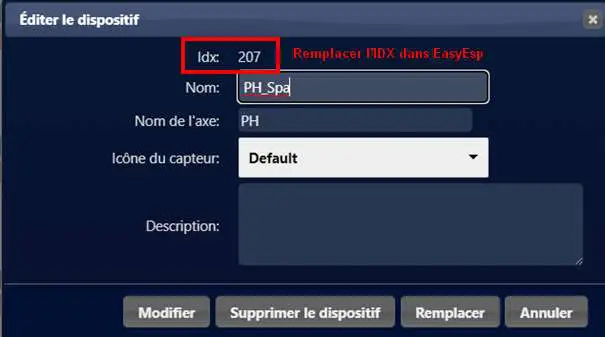 Éditer le dispositif
Idx: 207 Remplacer l'IDX dans EasyEsp
Nom: PH_Spa
Nom de l'axe: PH
Icône du capteur: Default
Description:
Modifier Supprimer le dispositif Remplacer Annuler